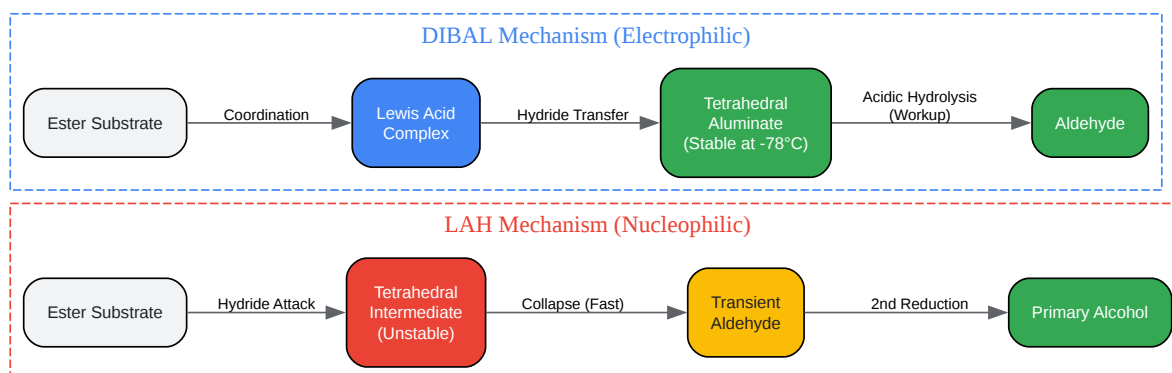 DIBAL Mechanism (Electrophilic)
Ester Substrate
Coordination
Lewis Acid
Complex
Hydride Transfer
Tetrahedral
Aluminate
(Stable at -78°C)
Acidic Hydrolysis
(Workup)
Aldehyde
LAH Mechanism (Nucleophilic)
Ester Substrate
Hydride Attack
Tetrahedral
Intermediate
(Unstable)
Collapse (Fast)
Transient
Aldehyde
2nd Reduction
Primary Alcohol